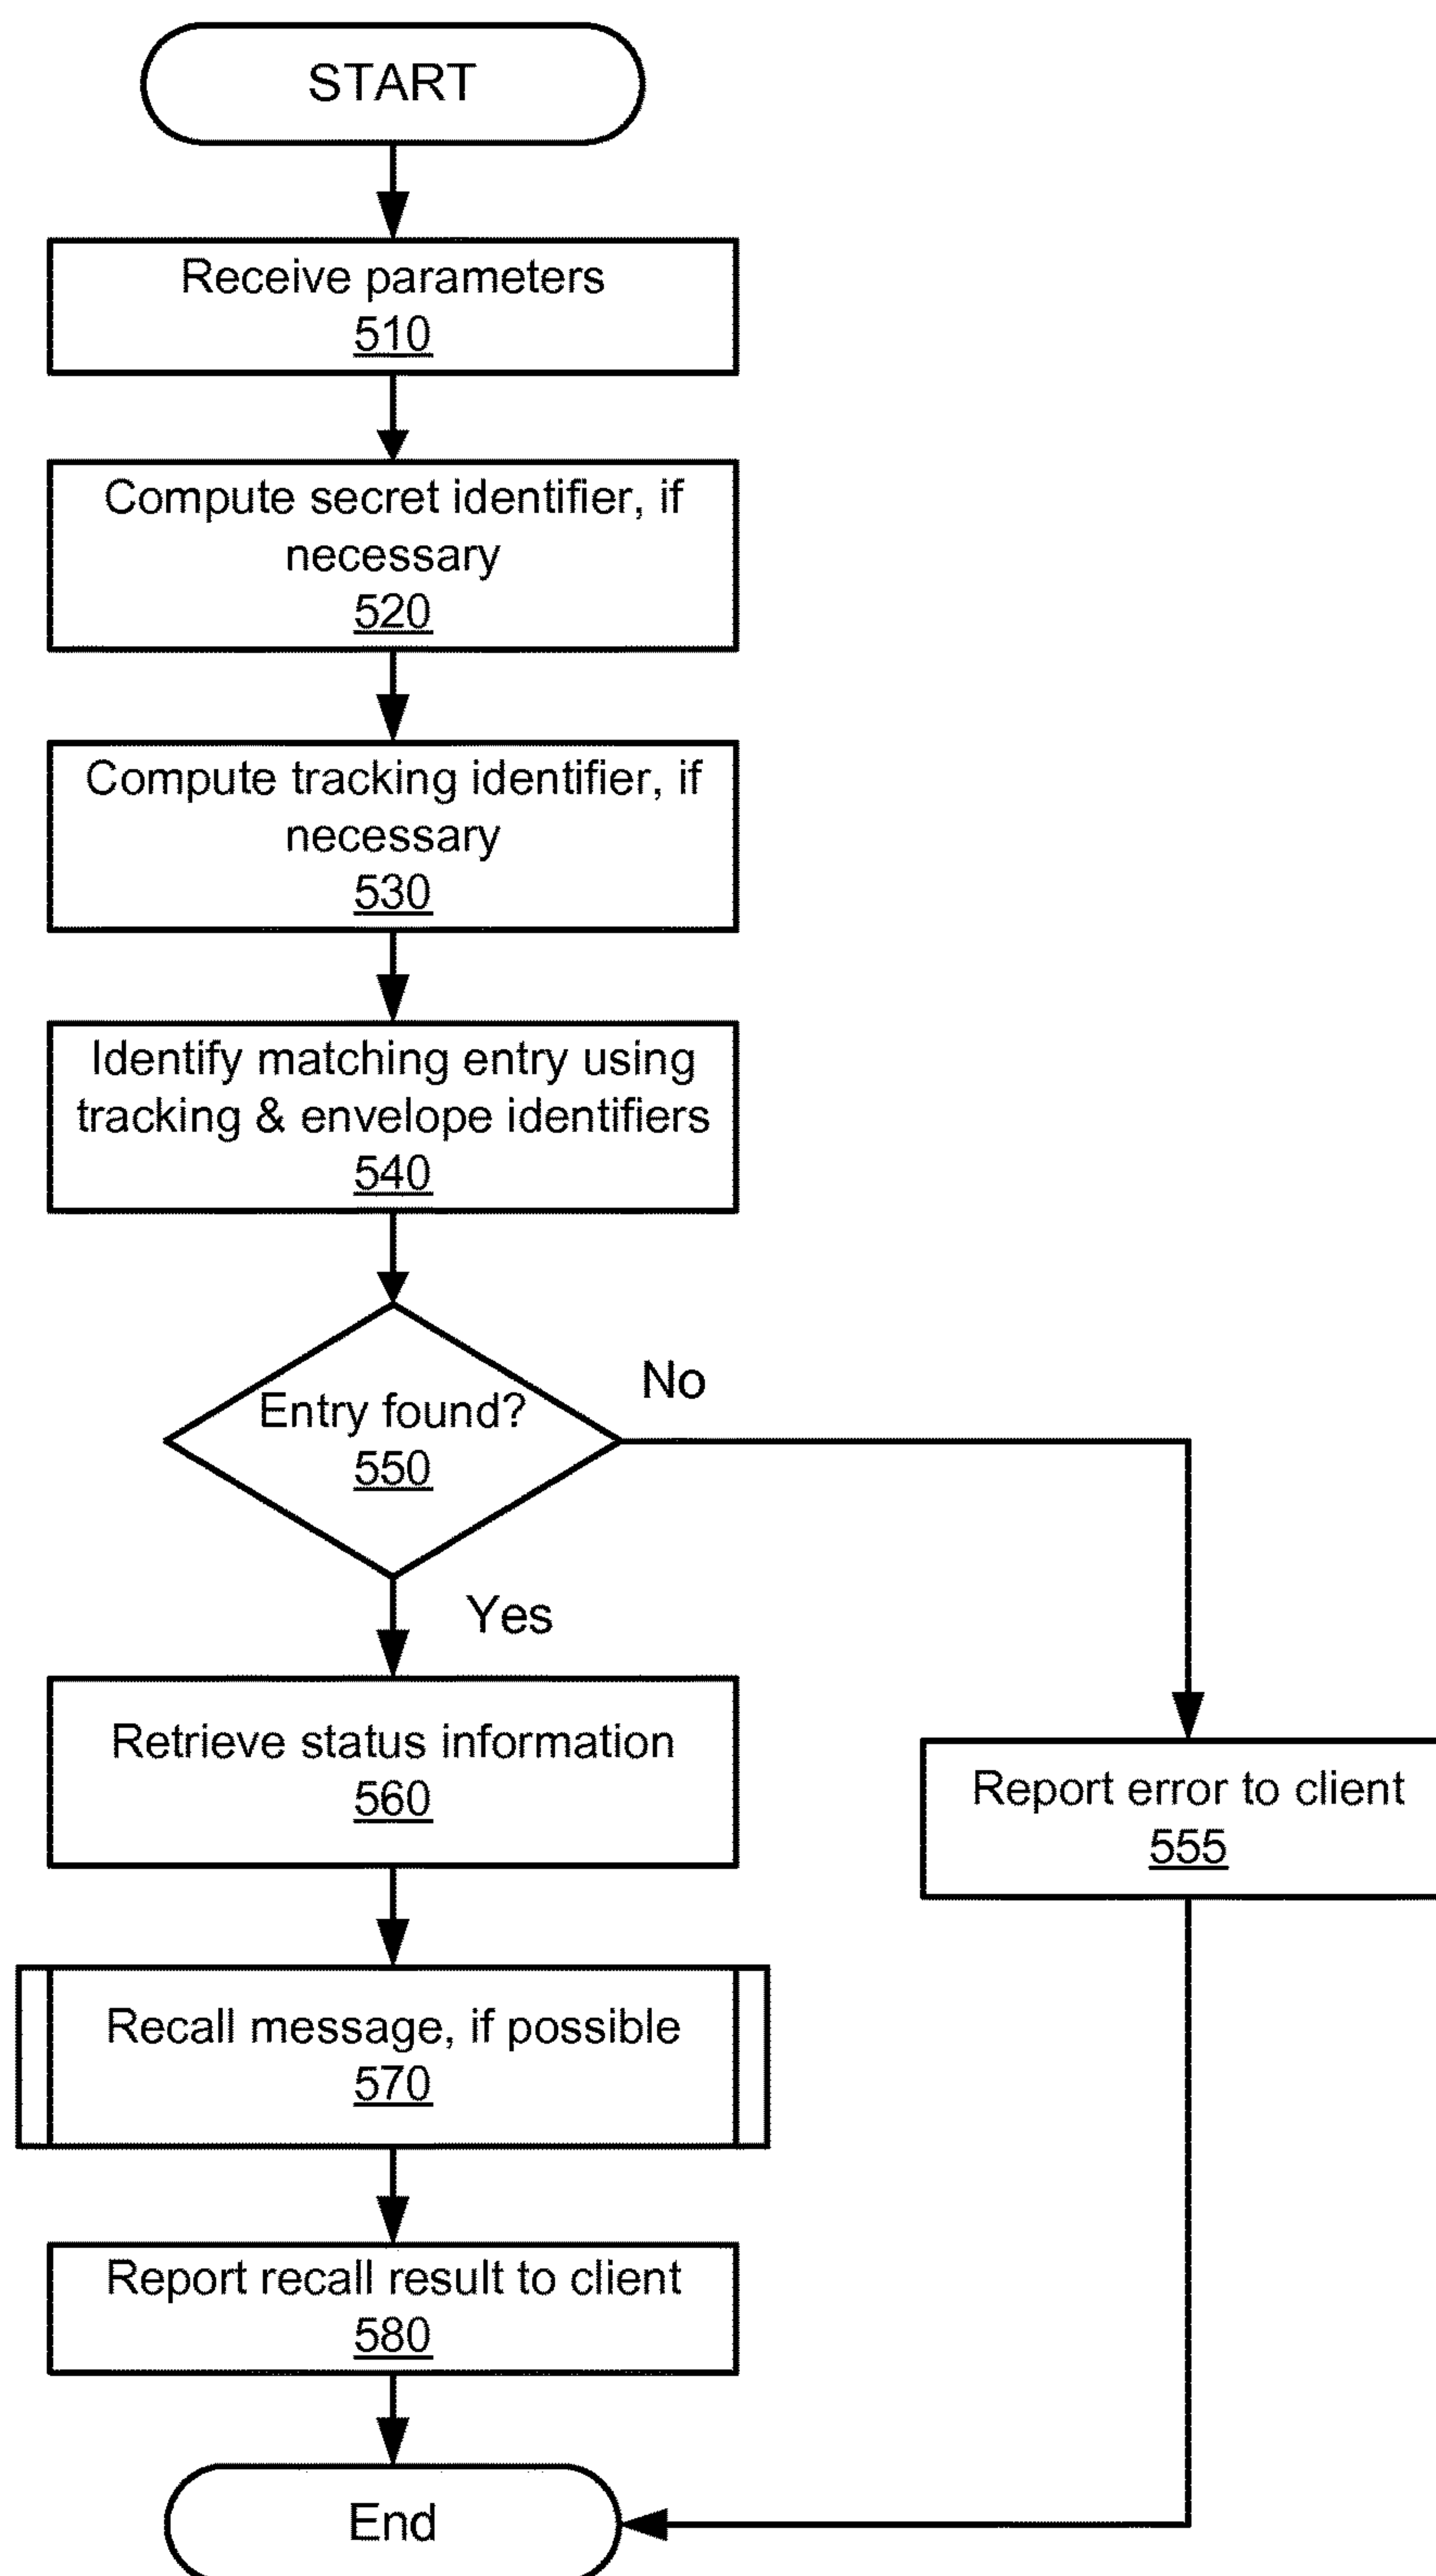 START
Receive parameters
510
Compute secret identifier, if
necessary
520
Compute tracking identifier, if
necessary
530
Identify matching entry using
tracking & envelope identifiers
540
Entry found?
550
No
Yes
Retrieve status information
560
Report error to client
555
Recall message, if possible
570
Report recall result to client
580
End